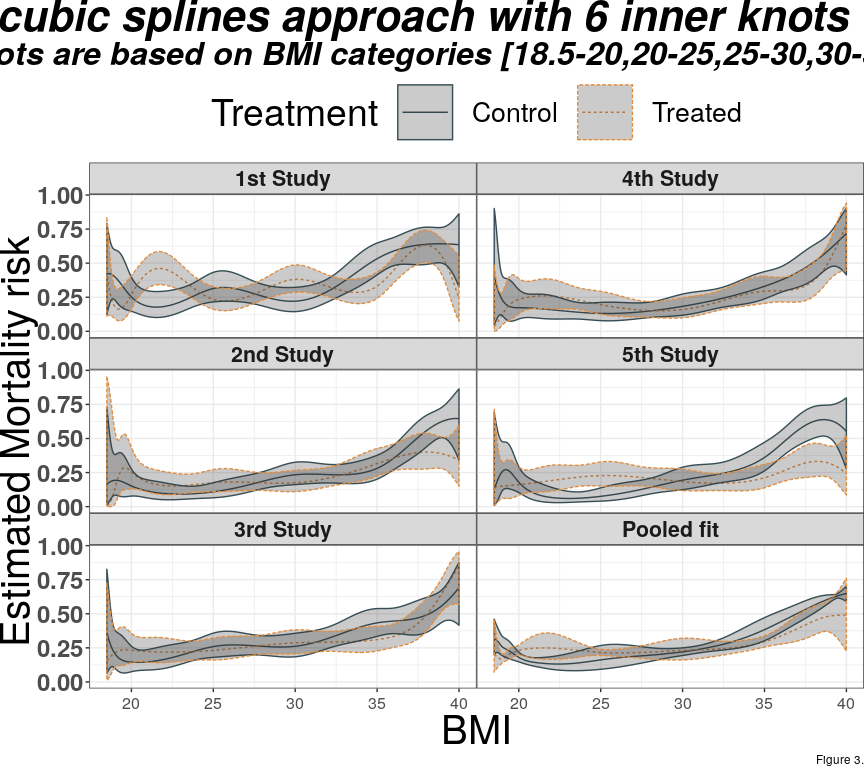 cubic splines approach with 6 inner knots
ots are based on BMI categories [18.5-20,20-25,25-30,30-
Treatment Control Treated
1st Study 4th Study
1.00
0.75
0.50
0.25
0.00
2nd Study 5th Study
1.00
0.75
0.50
0.25
0.00
3rd Study Pooled fit
1.00
0.75
0.50
0.25
0.00
Estimated Mortality risk
20 25 30 35 40 20 25 30 35 40
BMI
Figure 3.